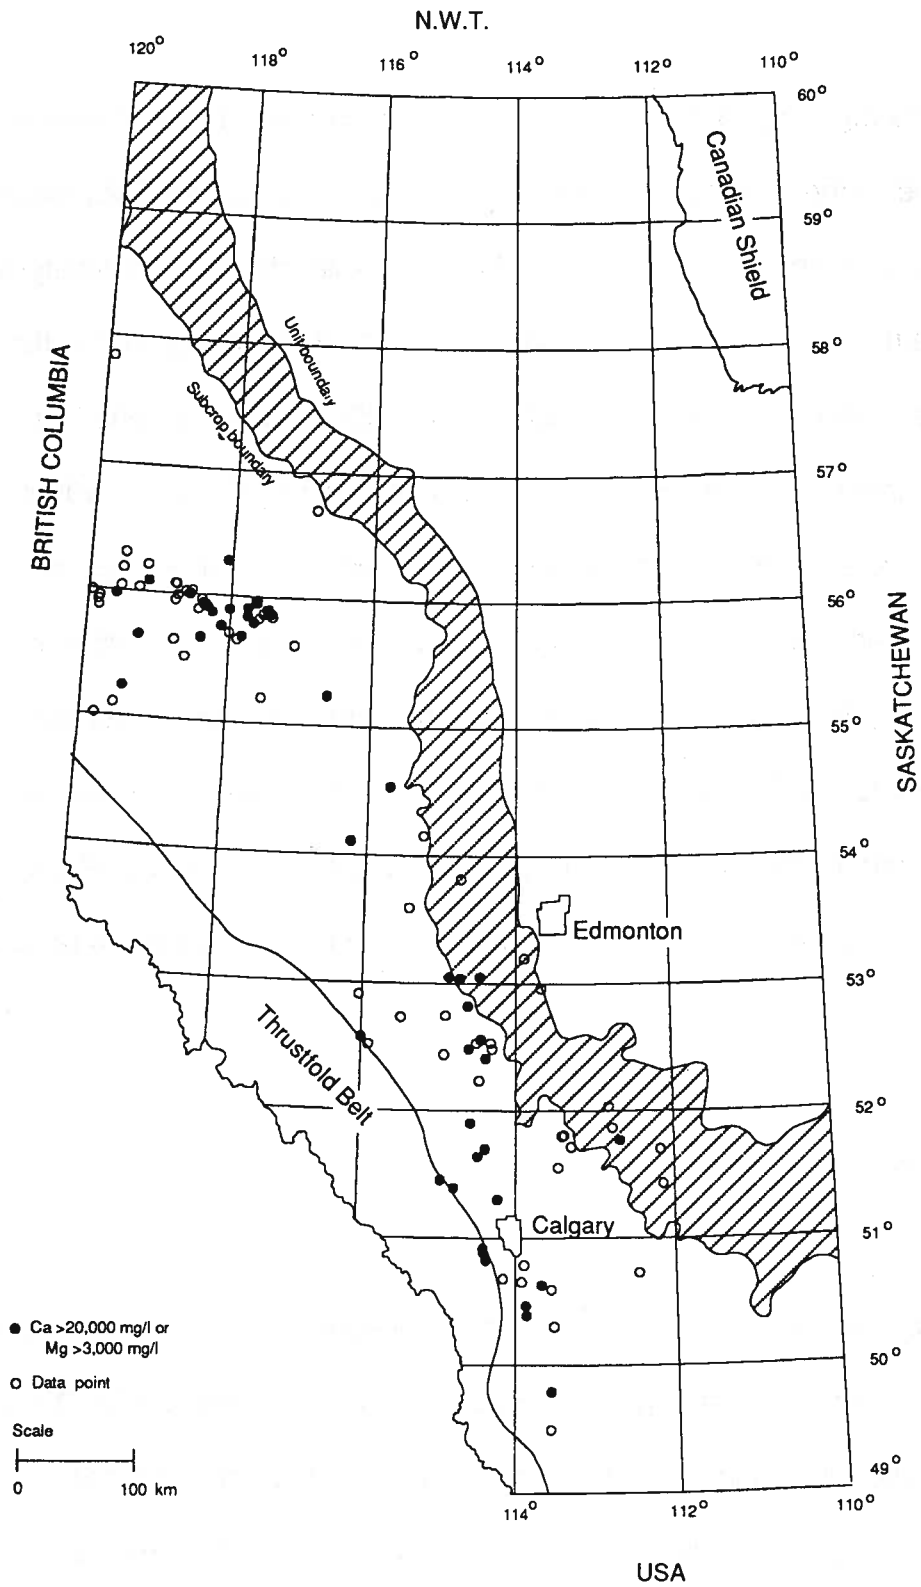 N.W.T.
120°
118°
116°
114°
112°
110°
60°
Canadian Shield
59°
Unit boundary
58°
BRITISH COLUMBIA
Subcrop boundary
57°
56°
SASKATCHEWAN
55°
54°
Edmonton
53°
Thrustfold Belt
52°
Calgary
51°
● Ca >20,000 mg/l or
Mg >3,000 mg/l
50°
○ Data point
Scale
0 100 km
49°
114°
112°
110°
USA